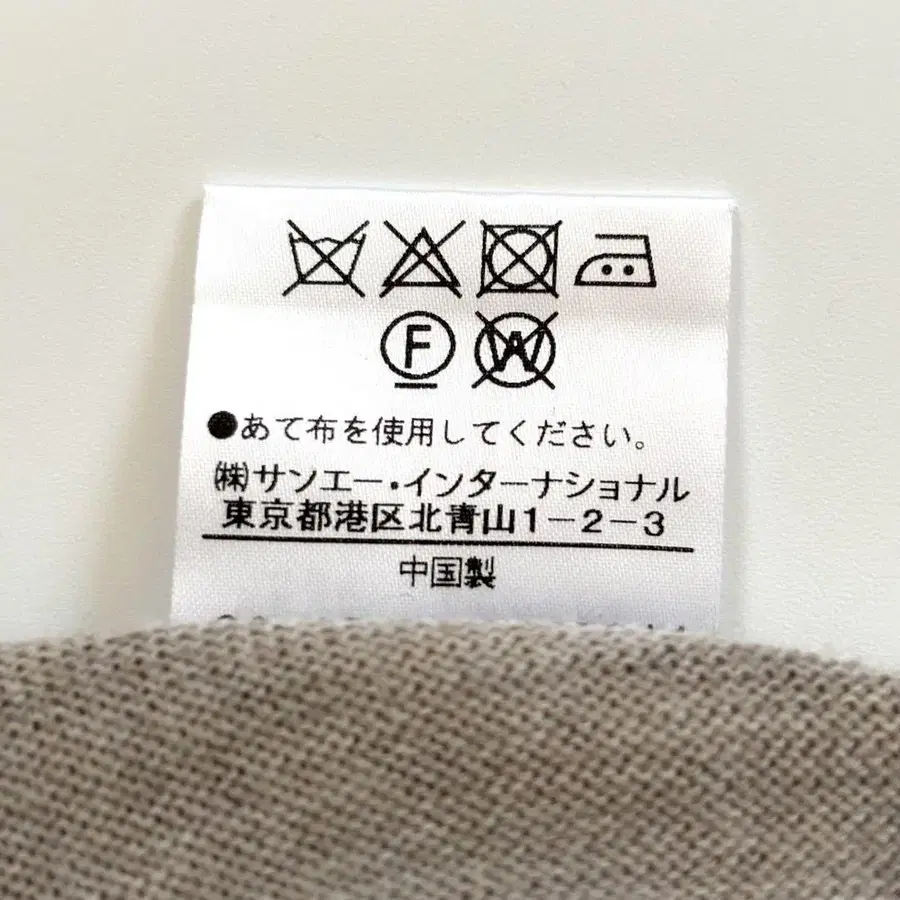 F W
●あて布を使用してください。
㈱サンエー・インターナショナル
東京都港区北青山1-2-3
中国製